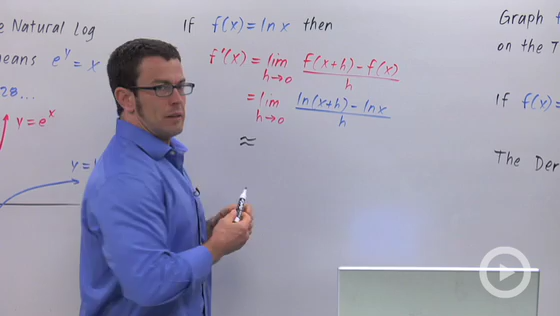 e Natural Log
means e^y = x
28...
y = e^x
y = l
If f(x) = ln x then
f'(x) = lim h→0 f(x+h) - f(x) / h
= lim h→0 ln(x+h) - ln x / h
≈
Graph t
on the T
If f(x)
The Der